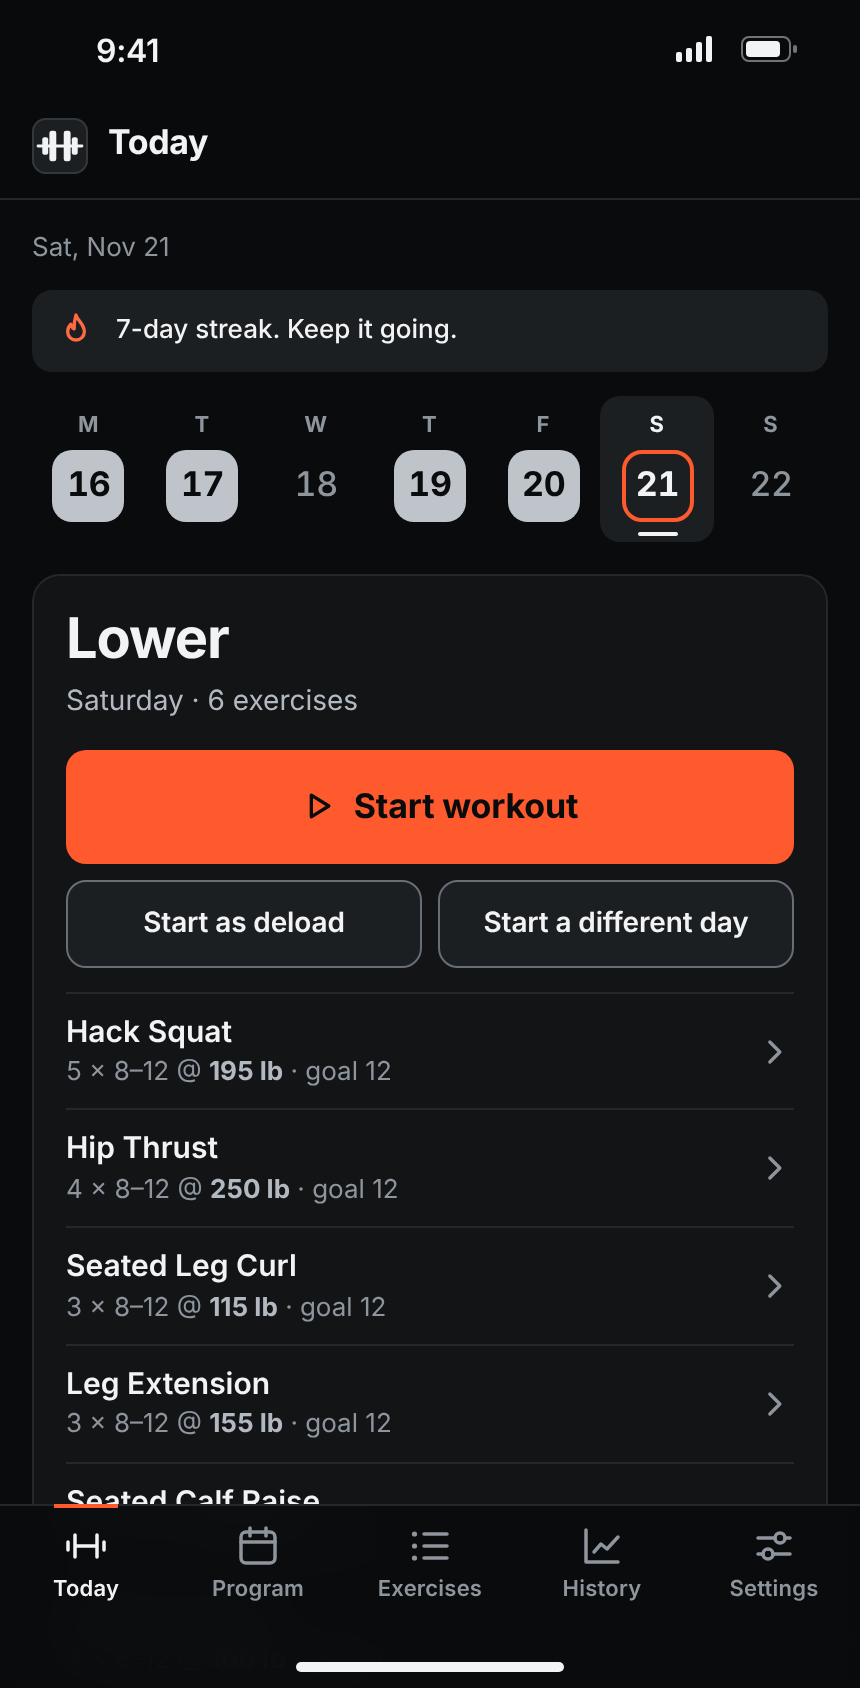 9:41
Today
Sat, Nov 21
7-day streak. Keep it going.
M T W T F S S
16 17 18 19 20 21 22
Lower
Saturday · 6 exercises
Start workout
Start as deload Start a different day
Hack Squat
5 × 8–12 @ 195 lb · goal 12
Hip Thrust
4 × 8–12 @ 250 lb · goal 12
Seated Leg Curl
3 × 8–12 @ 115 lb · goal 12
Leg Extension
3 × 8–12 @ 155 lb · goal 12
Seated Calf Raise
Today Program Exercises History Settings